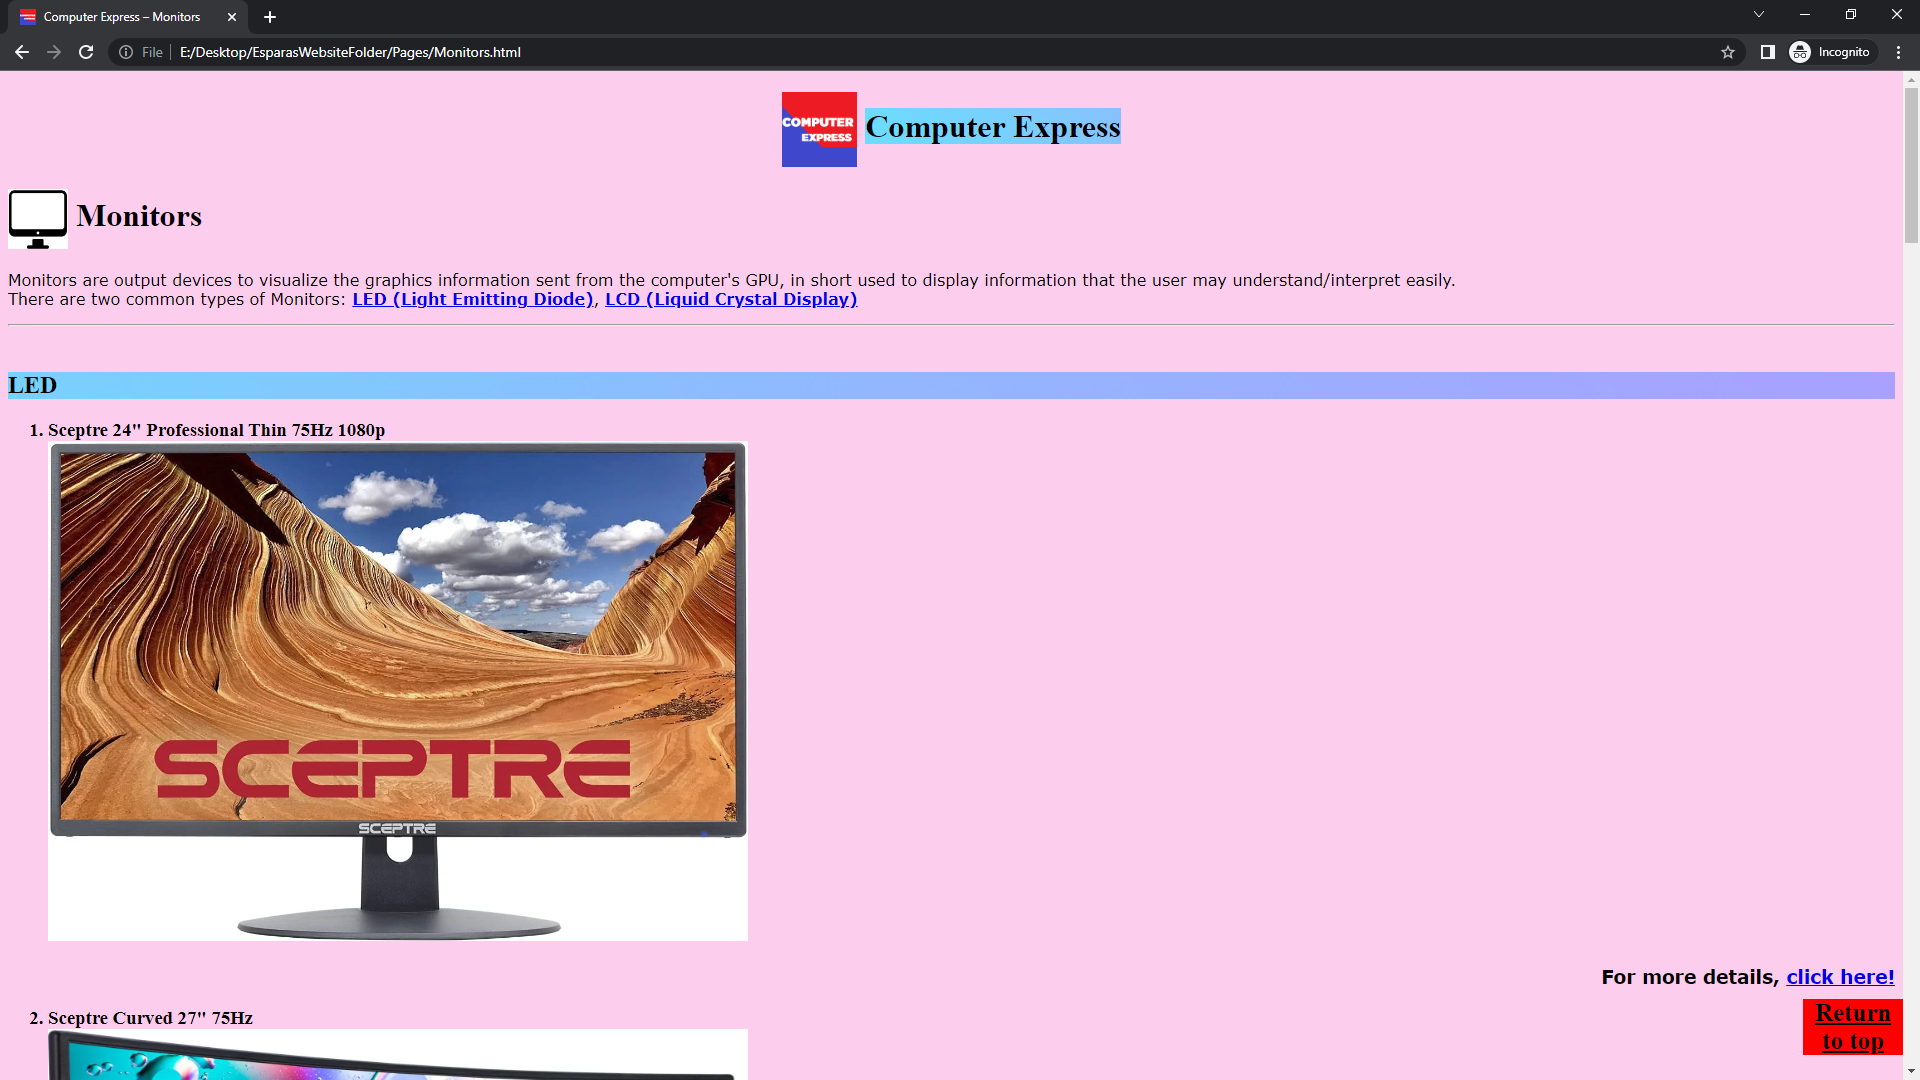 Computer Express – Monitors
File
E:/Desktop/EsparasWebsiteFolder/Pages/Monitors.html
Incognito
COMPUTER
EXPRESS
Computer Express
Monitors
Monitors are output devices to visualize the graphics information sent from the computer's GPU, in short used to display information that the user may understand/interpret easily.
There are two common types of Monitors: LED (Light Emitting Diode), LCD (Liquid Crystal Display)
LED
1. Sceptre 24" Professional Thin 75Hz 1080p
SCEPTRE
SCEPTRE
For more details, click here!
2. Sceptre Curved 27" 75Hz
Return
to top